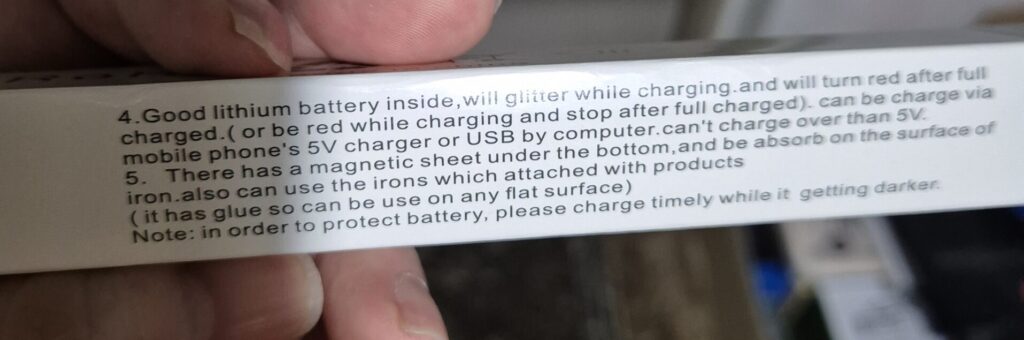 4.Good lithium battery inside,will glitter while charging.and will turn red after full
charged.( or be red while charging and stop after full charged). can be charge via
mobile phone's 5V charger or USB by computer.can't charge over than 5V.
5. There has a magnetic sheet under the bottom,and be absorb on the surface of
iron.also can use the irons which attached with products
( it has glue so can be use on any flat surface)
Note: in order to protect battery, please charge timely while it getting darker.